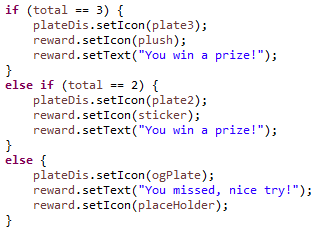 if (total == 3) {
    plateDis.setIcon(plate3);
    reward.setIcon(plush);
    reward.setText("You win a prize!");
}
else if (total == 2) {
    plateDis.setIcon(plate2);
    reward.setIcon(sticker);
    reward.setText("You win a prize!");
}
else {
    plateDis.setIcon(ogPlate);
    reward.setText("You missed, nice try!");
    reward.setIcon(placeHolder);
}